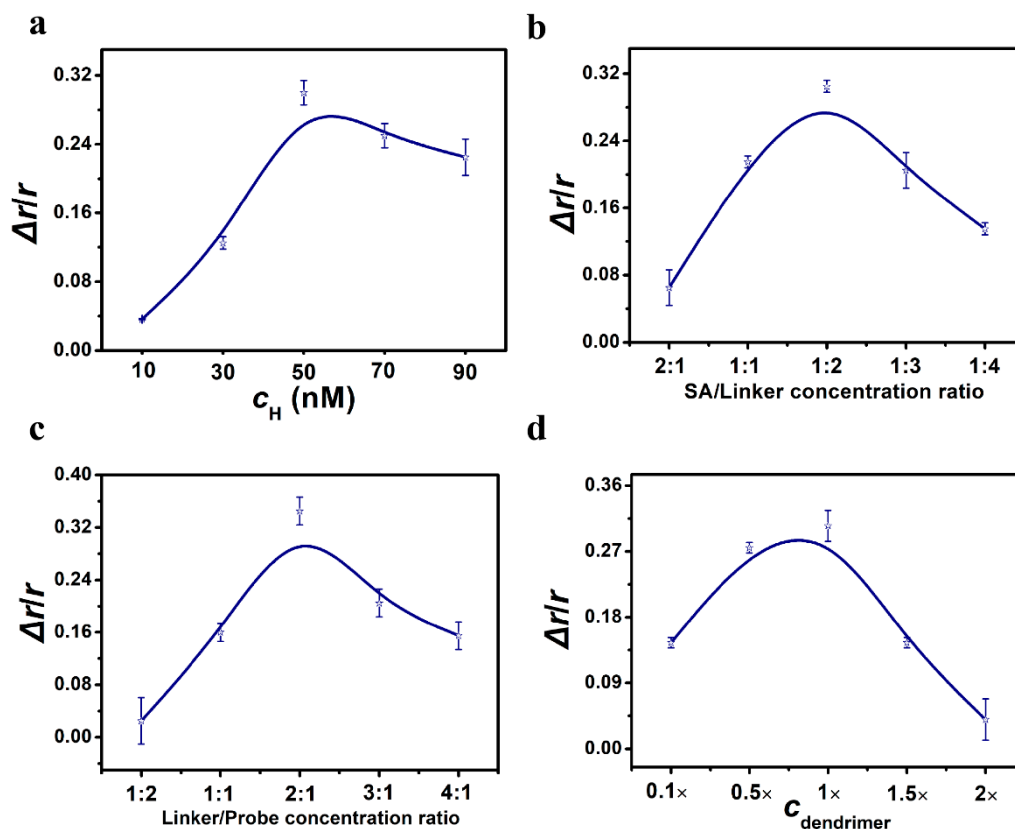 a
0.32
0.24
0.16
0.08
0.00
Δr/r
10 30 50 70 90
cH (nM)
b
0.32
0.24
0.16
0.08
0.00
Δr/r
2:1 1:1 1:2 1:3 1:4
SA/Linker concentration ratio
c
0.40
0.32
0.24
0.16
0.08
0.00
Δr/r
1:2 1:1 2:1 3:1 4:1
Linker/Probe concentration ratio
d
0.36
0.27
0.18
0.09
0.00
Δr/r
0.1× 0.5× 1× 1.5× 2×
cdendrimer